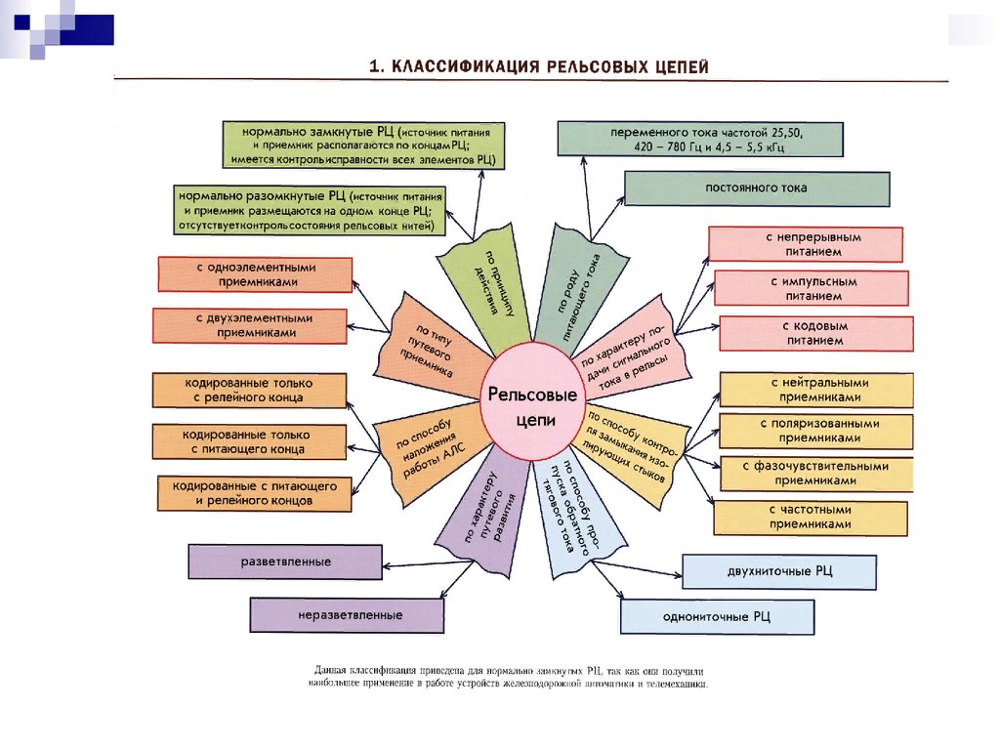 1. КЛАССИФИКАЦИЯ РЕЛЬСОВЫХ ЦЕПЕЙ
нормально замкнутые РЦ (источник питания
и приемник располагаются по концам РЦ;
имеется контроль исправности всех элементов РЦ)
нормально разомкнутые РЦ (источник питания
и приемник размещаются на одном конце РЦ;
отсутствует контроль состояния рельсовых нитей)
переменного тока частотой 25,50,
420 – 780 Гц и 4,5 – 5,5 кГц
постоянного тока
по принципу
действия
по роду
питающего тока
с одноэлементными
приемниками
с двухэлементными
приемниками
по типу
путевого
приемника
с непрерывным
питанием
с импульсным
питанием
с кодовым
питанием
по характеру по-
дачи сигнального
тока в рельсы
Рельсовые
цепи
кодированные только
с релейного конца
кодированные только
с питающего конца
кодированные с питающего
и релейного концов
по способу
наложения
работы АЛС
по способу контро-
ля замыкания изо-
лирующих стыков
с нейтральными
приемниками
с поляризованными
приемниками
с фазочувствительными
приемниками
с частотными
приемниками
по характеру
путевого
развития
по способу про-
пуска обратного
тягового тока
разветвленные
неразветвленные
двухниточные РЦ
однониточные РЦ
Данная классификация приведена для нормально замкнутых РЦ, так как они получили
наибольшее применение в работе устройств железнодорожной автоматики и телемеханики.